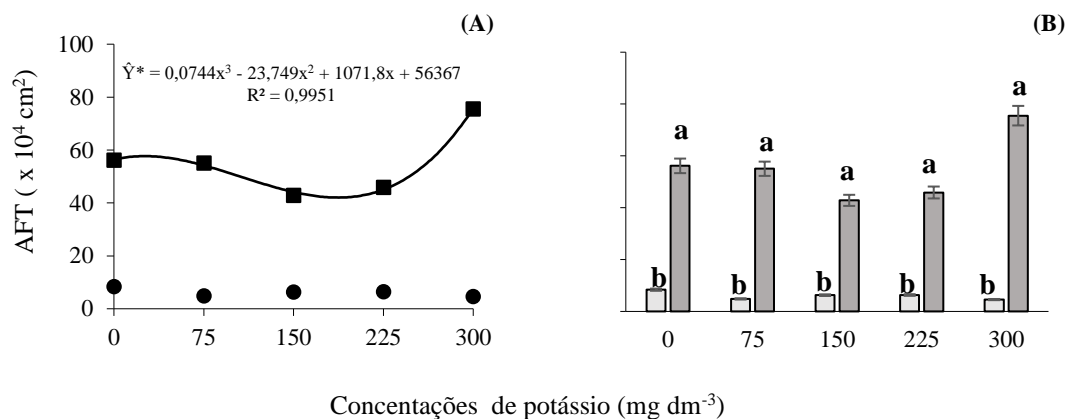 (A)
(B)
100
80
60
40
20
0
AFT ( x 10⁴ cm²)
Ŷ* = 0,0744x³ - 23,749x² + 1071,8x + 56367
R² = 0,9951
0 75 150 225 300
a a a a a
b b b b b
0 75 150 225 300
Concentações de potássio (mg dm⁻³)